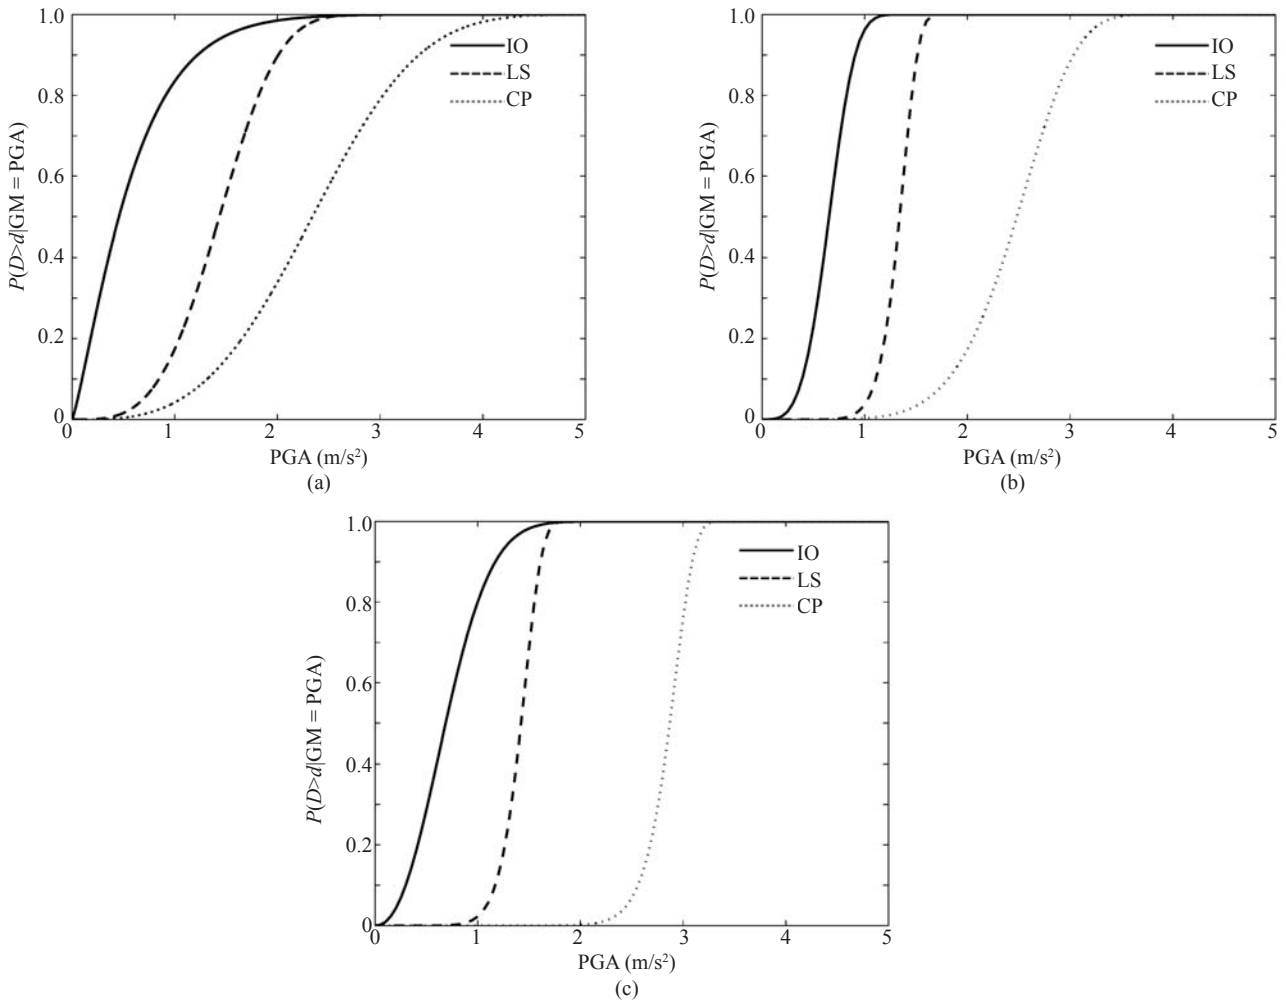 1.0
0.8
0.6
0.4
0.2
0
P(D>d|GM = PGA)
IO
LS
CP
0 1 2 3 4 5
PGA (m/s²)
(a)
1.0
0.8
0.6
0.4
0.2
0
P(D>d|GM = PGA)
IO
LS
CP
0 1 2 3 4 5
PGA (m/s²)
(b)
1.0
0.8
0.6
0.4
0.2
0
P(D>d|GM = PGA)
IO
LS
CP
0 1 2 3 4 5
PGA (m/s²)
(c)